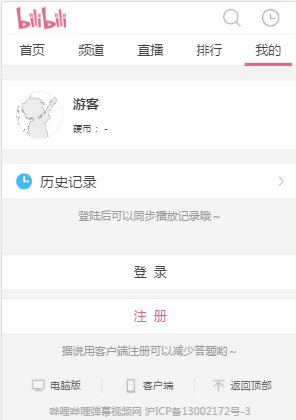 bilibili
首页 频道 直播 排行 我的
游客
硬币： -
历史记录
登陆后可以同步播放记录哦～
登 录
注 册
据说用客户端注册可以减少答题哟～
电脑版 客户端 返回顶部
哔哩哔哩弹幕视频网 沪ICP备13002172号-3